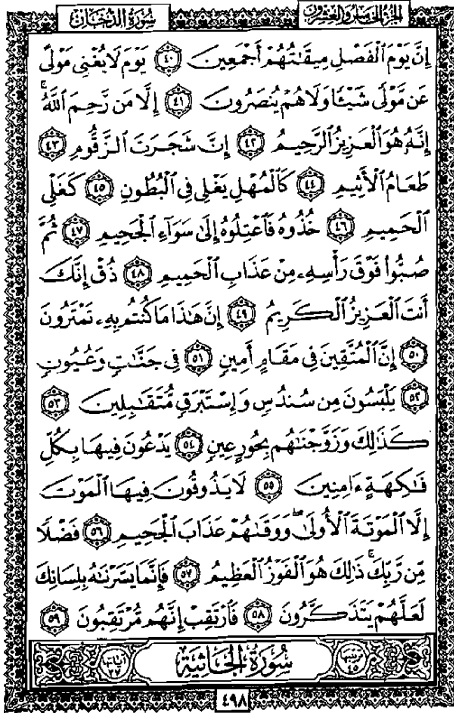 الجزء الخامس والعشرون سورة الدخان
إِنَّ يَوْمَ الْفَصْلِ مِيقَاتُهُمْ أَجْمَعِينَ ٤٠ يَوْمَ لَا يُغْنِي مَوْلًى
عَن مَّوْلًى شَيْئًا وَلَا هُمْ يُنصَرُونَ ٤١ إِلَّا مَن رَّحِمَ اللَّهُ ۚ
إِنَّهُ هُوَ الْعَزِيزُ الرَّحِيمُ ٤٢ إِنَّ شَجَرَتَ الزَّقُّومِ ٤٣
طَعَامُ الْأَثِيمِ ٤٤ كَالْمُهْلِ يَغْلِي فِي الْبُطُونِ ٤٥ كَغَلْيِ
الْحَمِيمِ ٤٦ خُذُوهُ فَاعْتِلُوهُ إِلَىٰ سَوَاءِ الْجَحِيمِ ٤٧ ثُمَّ
صُبُّوا فَوْقَ رَأْسِهِ مِنْ عَذَابِ الْحَمِيمِ ٤٨ ذُقْ إِنَّكَ
أَنتَ الْعَزِيزُ الْكَرِيمُ ٤٩ إِنَّ هَٰذَا مَا كُنتُم بِهِ تَمْتَرُونَ
٥٠ إِنَّ الْمُتَّقِينَ فِي مَقَامٍ أَمِينٍ ٥١ فِي جَنَّاتٍ وَعُيُونٍ
٥٢ يَلْبَسُونَ مِن سُندُسٍ وَإِسْتَبْرَقٍ مُّتَقَابِلِينَ ٥٣
كَذَٰلِكَ وَزَوَّجْنَاهُم بِحُورٍ عِينٍ ٥٤ يَدْعُونَ فِيهَا بِكُلِّ
فَاكِهَةٍ ءَامِنِينَ ٥٥ لَا يَذُوقُونَ فِيهَا الْمَوْتَ
إِلَّا الْمَوْتَةَ الْأُولَىٰ ۖ وَوَقَاهُمْ عَذَابَ الْجَحِيمِ ٥٦ فَضْلًا
مِّن رَّبِّكَ ۚ ذَٰلِكَ هُوَ الْفَوْزُ الْعَظِيمُ ٥٧ فَإِنَّمَا يَسَّرْنَاهُ بِلِسَانِكَ
لَعَلَّهُمْ يَتَذَكَّرُونَ ٥٨ فَارْتَقِبْ إِنَّهُم مُّرْتَقِبُونَ ٥٩
ترتيبها ٤٥ سُورَةُ الْجَاثِيَةِ آياتها ٣٧
٤٩٨